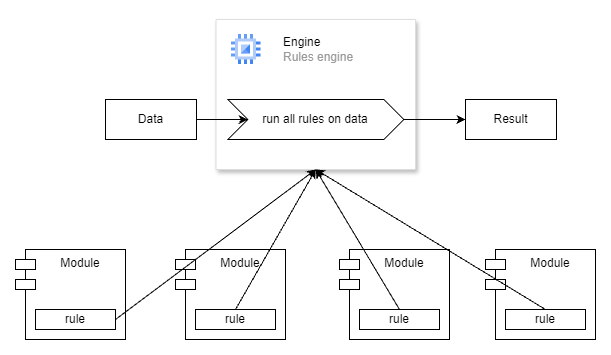 Engine
Rules engine
Data
run all rules on data
Result
Module
Module
Module
Module
rule
rule
rule
rule